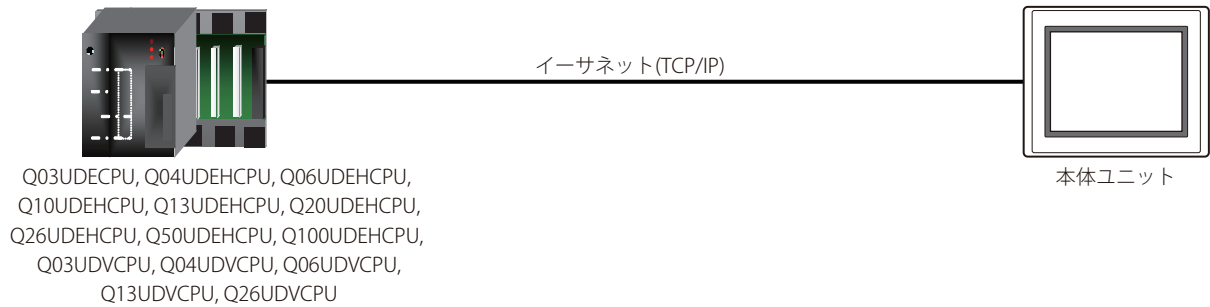 イーサネット(TCP/IP)
Q03UDECPU, Q04UDEHCPU, Q06UDEHCPU,
Q10UDEHCPU, Q13UDEHCPU, Q20UDEHCPU,
Q26UDEHCPU, Q50UDEHCPU, Q100UDEHCPU,
Q03UDVCPU, Q04UDVCPU, Q06UDVCPU,
Q13UDVCPU, Q26UDVCPU
本体ユニット